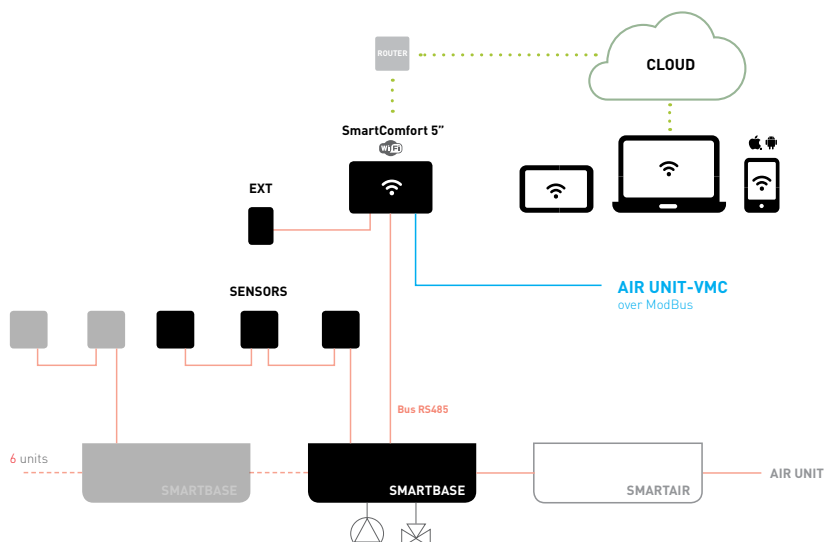 ROUTER
CLOUD
SmartComfort 5”
WiFi
EXT
AIR UNIT-VMC
over ModBus
SENSORS
Bus RS485
6 units
AIR UNIT
SMARTBASE
SMARTBASE
SMARTAIR